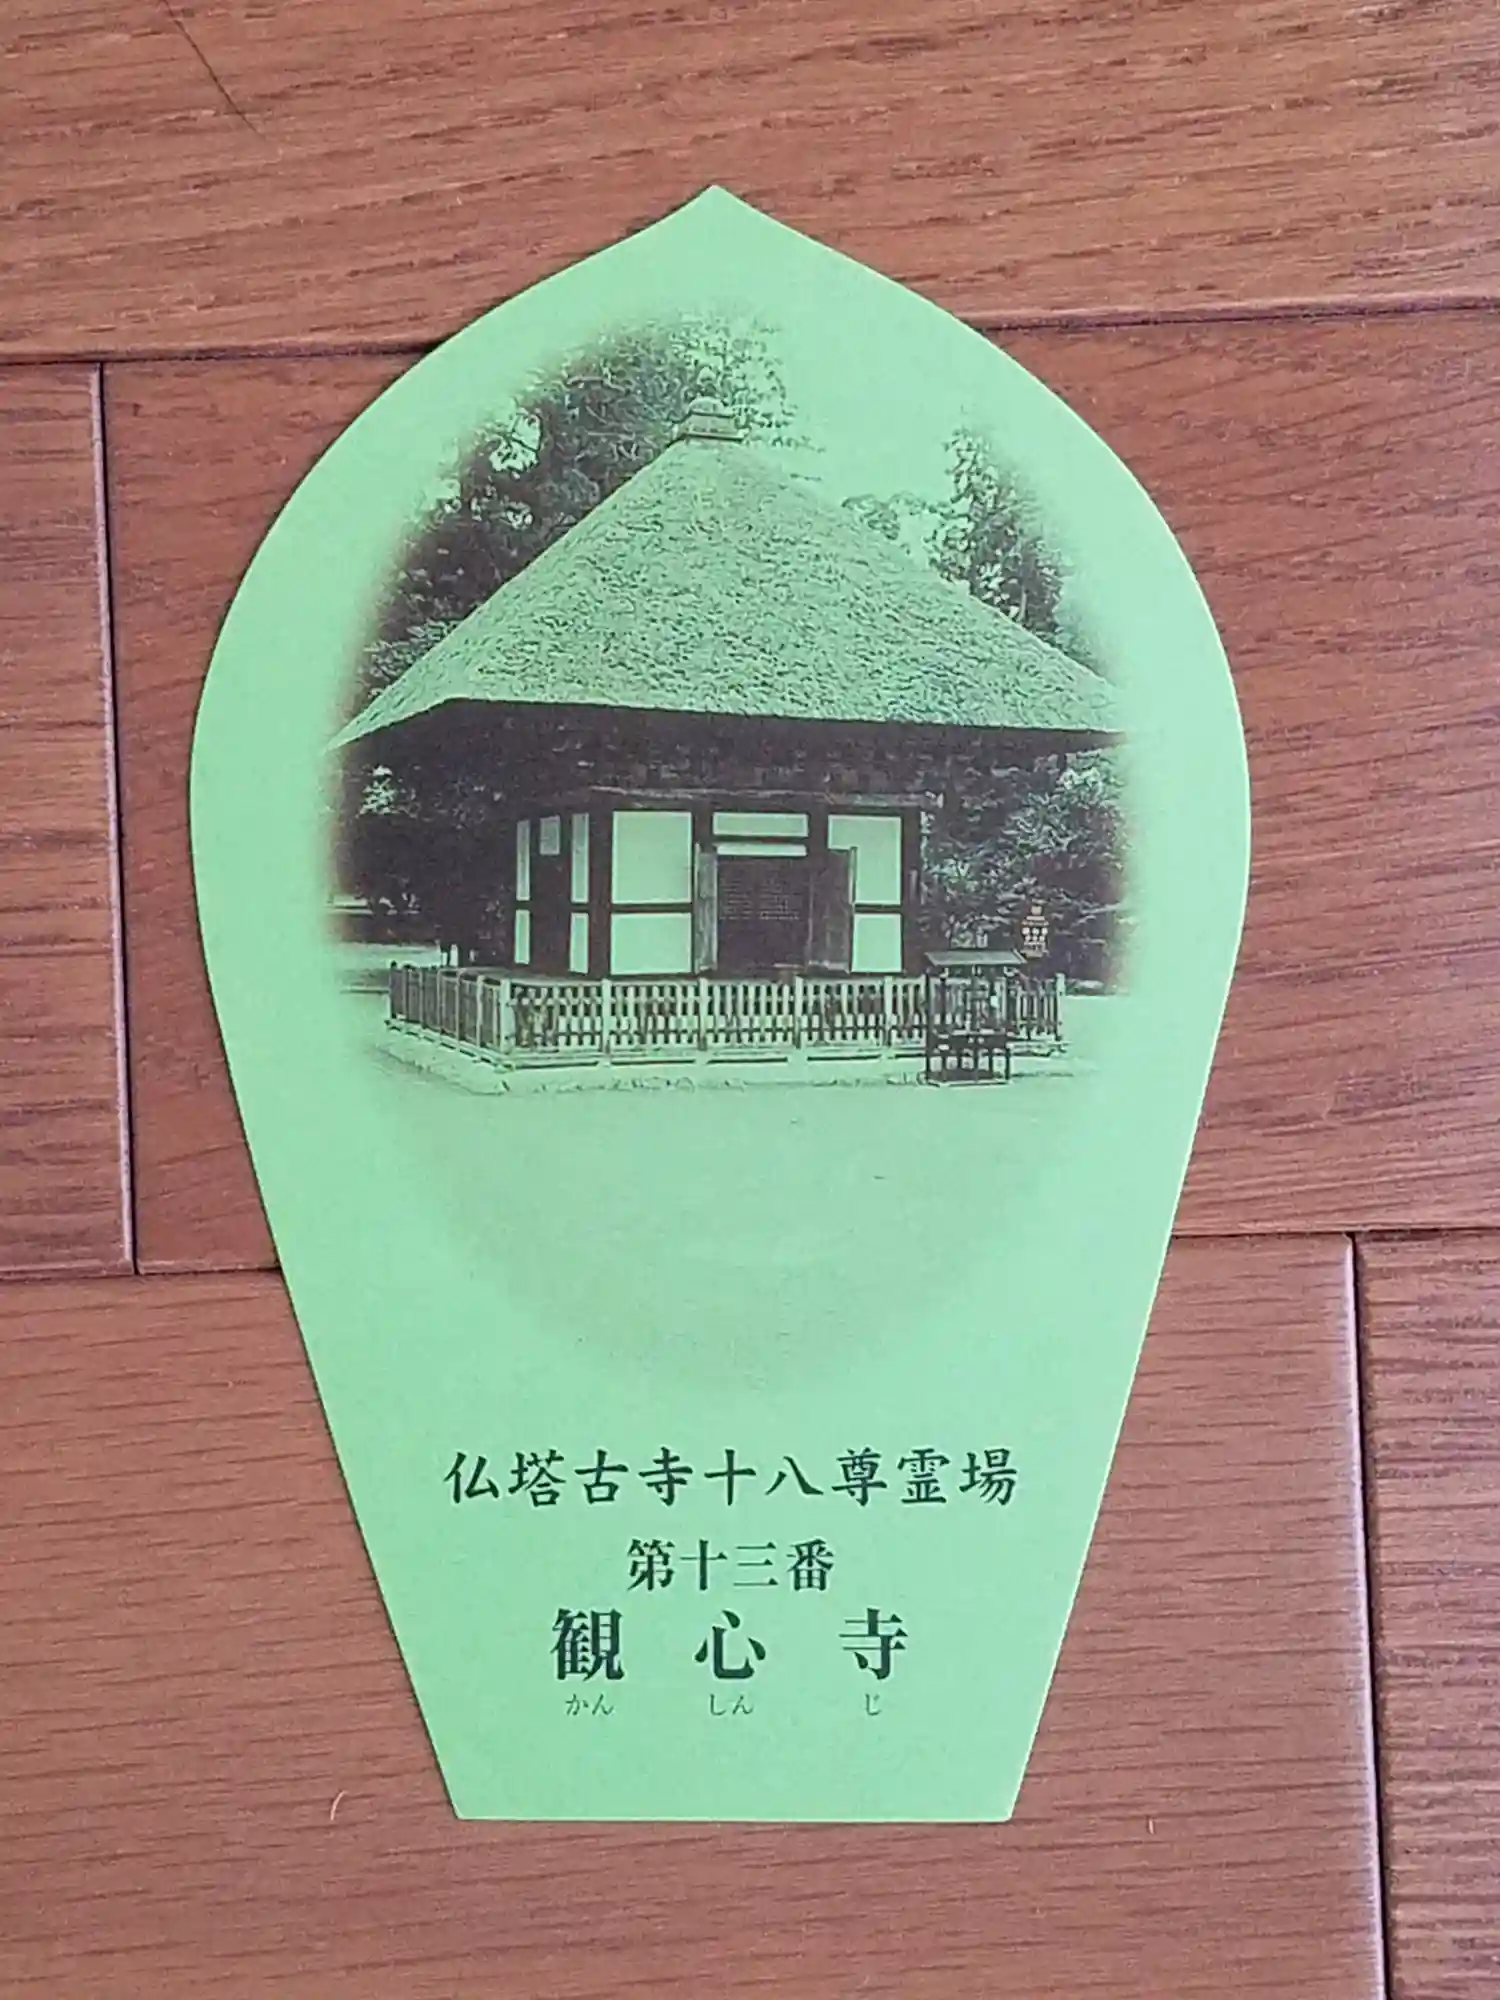 仏塔古寺十八尊霊場
第十三番
観心寺
かんしんじ